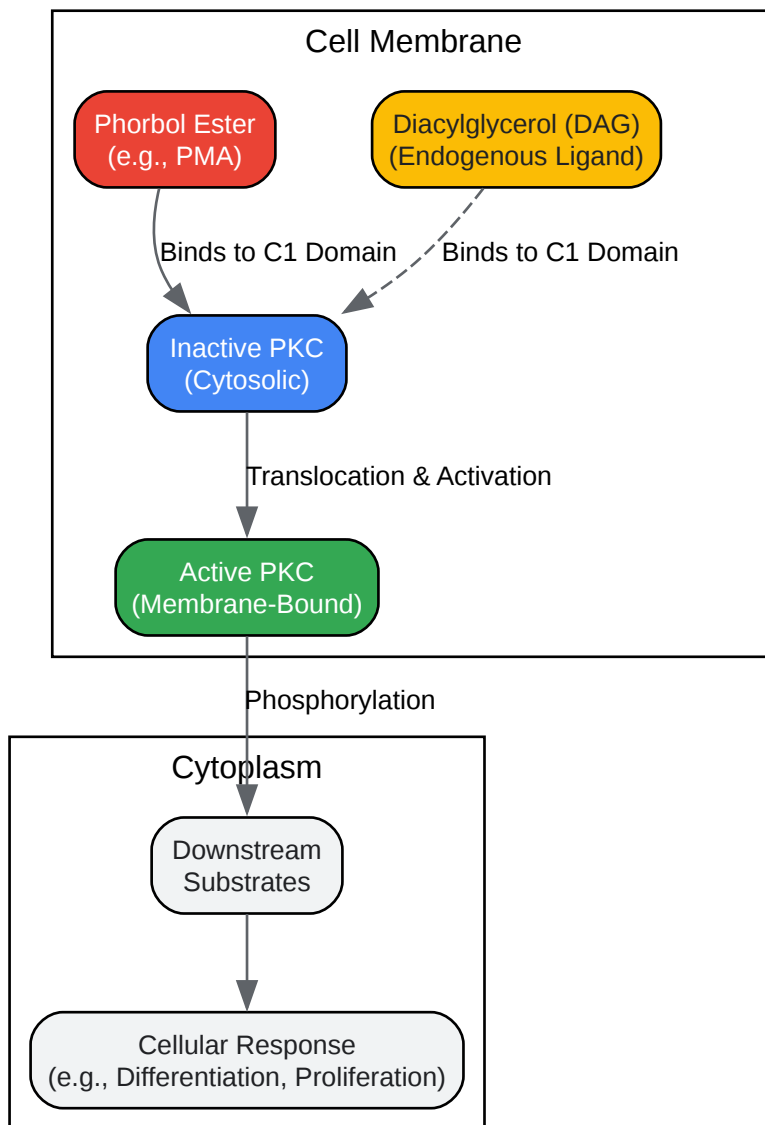 Cell Membrane
Phorbol Ester
(e.g., PMA)
Diacylglycerol (DAG)
(Endogenous Ligand)
Binds to C1 Domain
Binds to C1 Domain
Inactive PKC
(Cytosolic)
Translocation & Activation
Active PKC
(Membrane-Bound)
Phosphorylation
Cytoplasm
Downstream
Substrates
Cellular Response
(e.g., Differentiation, Proliferation)